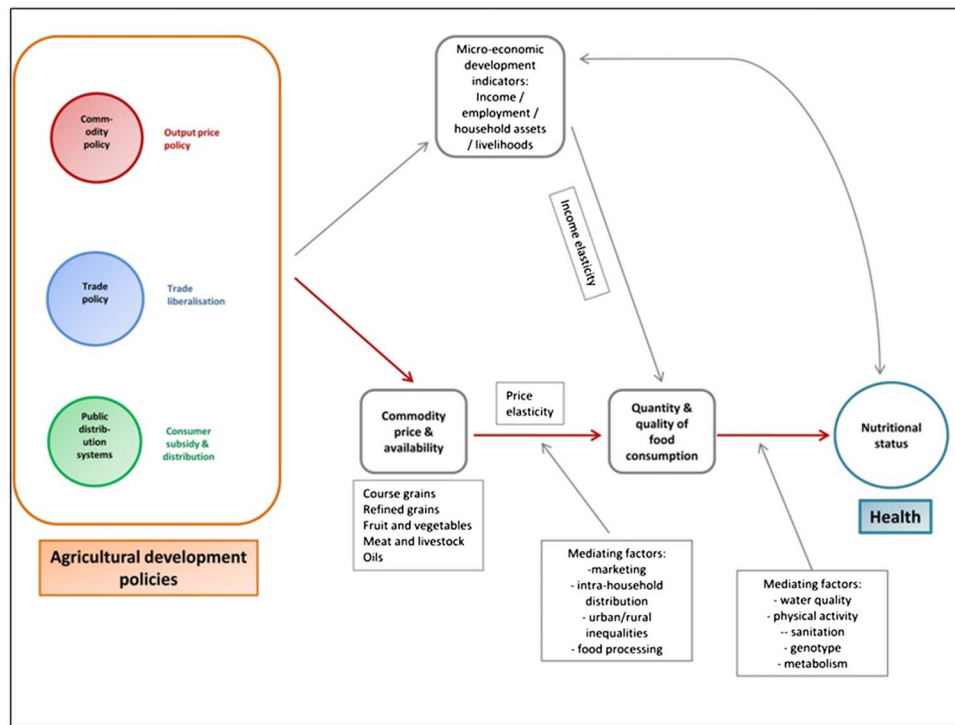 Comm-
odity
policy
Output price
policy
Trade
policy
Trade
liberalisation
Public
distrib-
ution
systems
Consumer
subsidy &
distribution
Agricultural development
policies
Micro-economic
development
indicators:
Income /
employment /
household assets
/ livelihoods
Income elasticity
Commodity
price &
availability
Price
elasticity
Quantity &
quality of
food
consumption
Nutritional
status
Health
Course grains
Refined grains
Fruit and vegetables
Meat and livestock
Oils
Mediating factors:
-marketing
- intra-household
distribution
- urban/rural
inequalities
- food processing
Mediating factors:
- water quality
- physical activity
-- sanitation
- genotype
- metabolism